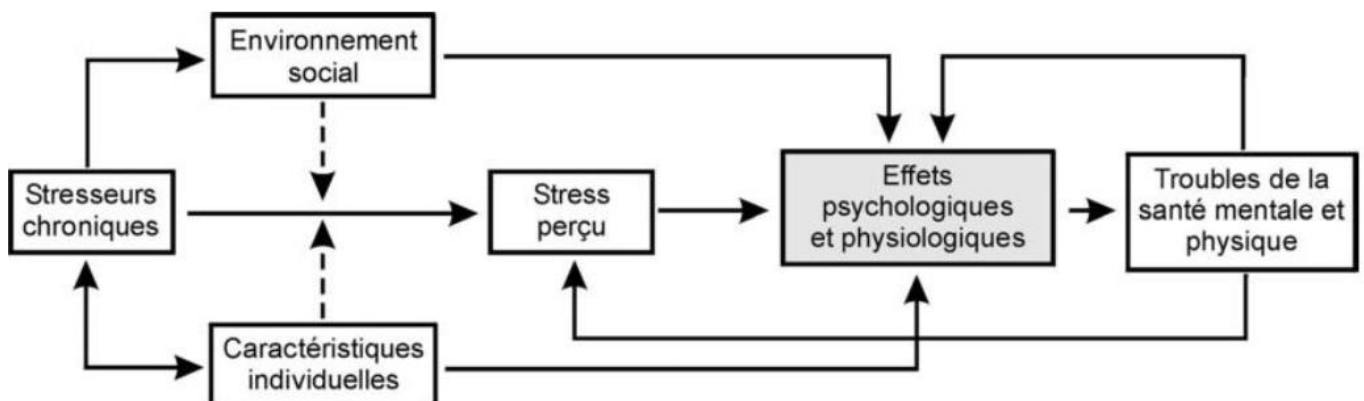 Environnement
social
Stresseurs
chroniques
Stress
perçu
Effets
psychologiques
et physiologiques
Troubles de la
santé mentale et
physique
Caractéristiques
individuelles